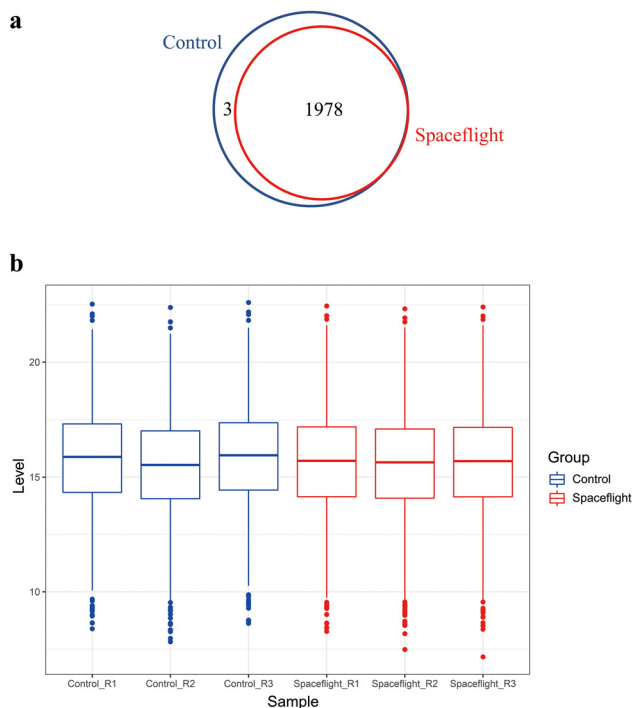 a
Control
3
1978
Spaceflight
b
20
15
10
Level
Control_R1
Control_R2
Control_R3
Spaceflight_R1
Spaceflight_R2
Spaceflight_R3
Sample
Group
Control
Spaceflight